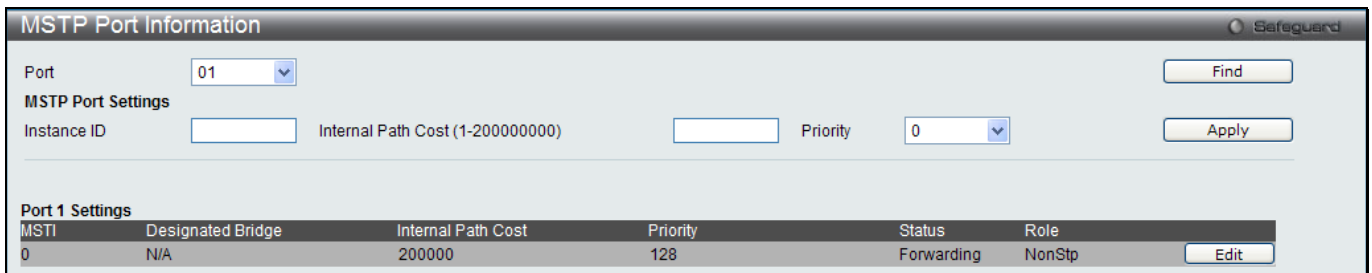 MSTP Port Information Safeguard
Port 01 Find
MSTP Port Settings
Instance ID Internal Path Cost (1-200000000) Priority 0 Apply
Port 1 Settings
MSTI Designated Bridge Internal Path Cost Priority Status Role
0 N/A 200000 128 Forwarding NonStp Edit